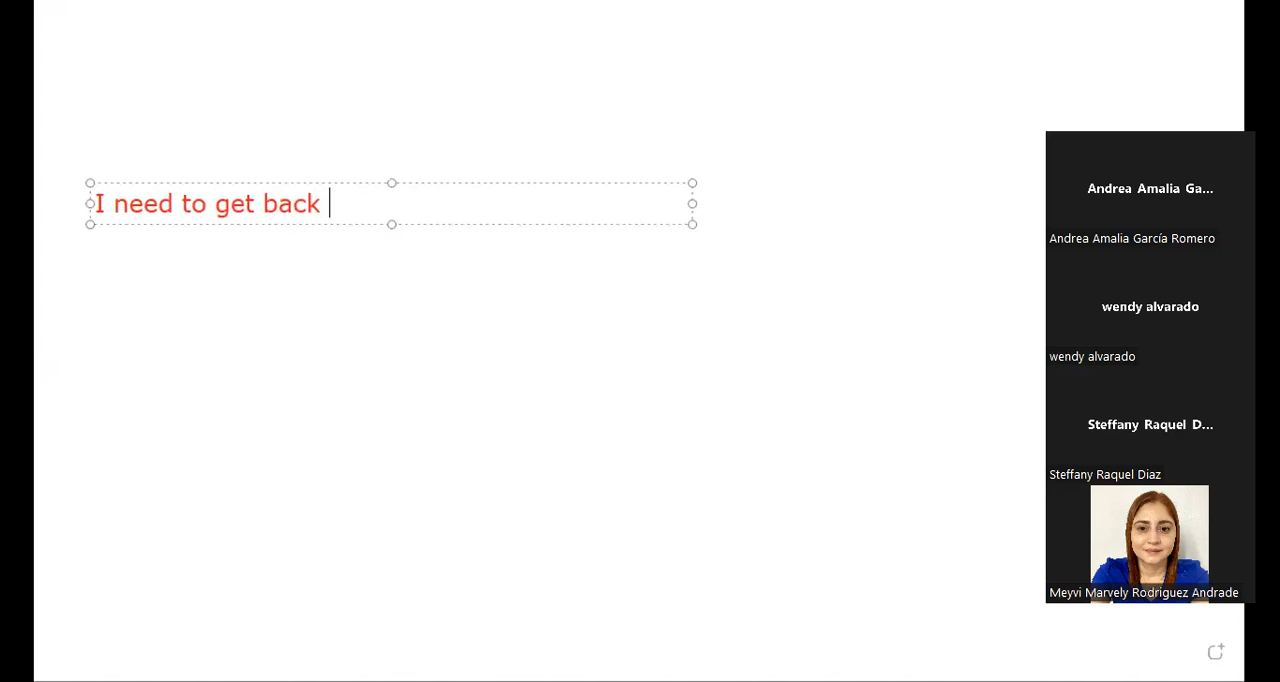 I need to get back
Andrea Amalia Ga...
Andrea Amalia García Romero
wendy alvarado
wendy alvarado
Steffany Raquel D...
Steffany Raquel Diaz
Meyvi Marvely Rodriguez Andrade